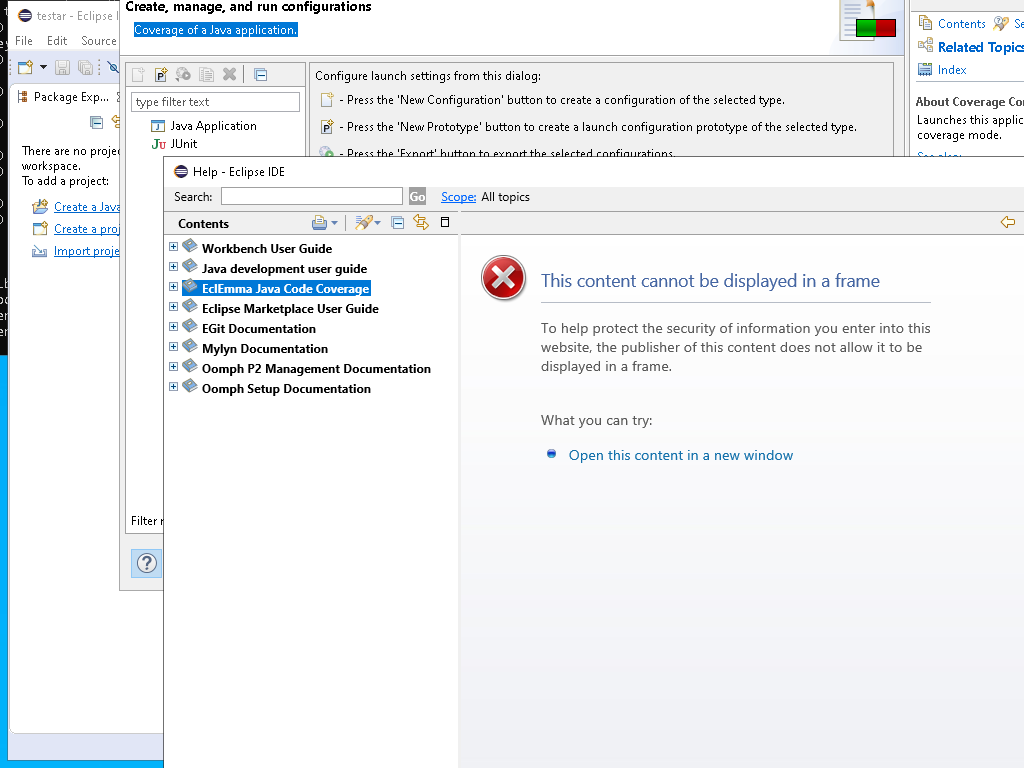 testar - Eclipse I
File Edit Source
Package Exp...
There are no proje
workspace.
To add a project:
Create a Java
Create a proj
Import proje
Create, manage, and run configurations
Coverage of a Java application.
type filter text
Java Application
JUnit
Filter
Configure launch settings from this dialog:
- Press the 'New Configuration' button to create a configuration of the selected type.
- Press the 'New Prototype' button to create a launch configuration prototype of the selected type.
- Press the 'Export' button to export the selected configurations.
Contents
Related Topics
Index
About Coverage Co
Launches this applic
coverage mode.
See also:
Help - Eclipse IDE
Search: Go Scope: All topics
Contents
Workbench User Guide
Java development user guide
EclEmma Java Code Coverage
Eclipse Marketplace User Guide
EGit Documentation
Mylyn Documentation
Oomph P2 Management Documentation
Oomph Setup Documentation
This content cannot be displayed in a frame
To help protect the security of information you enter into this
website, the publisher of this content does not allow it to be
displayed in a frame.
What you can try:
Open this content in a new window